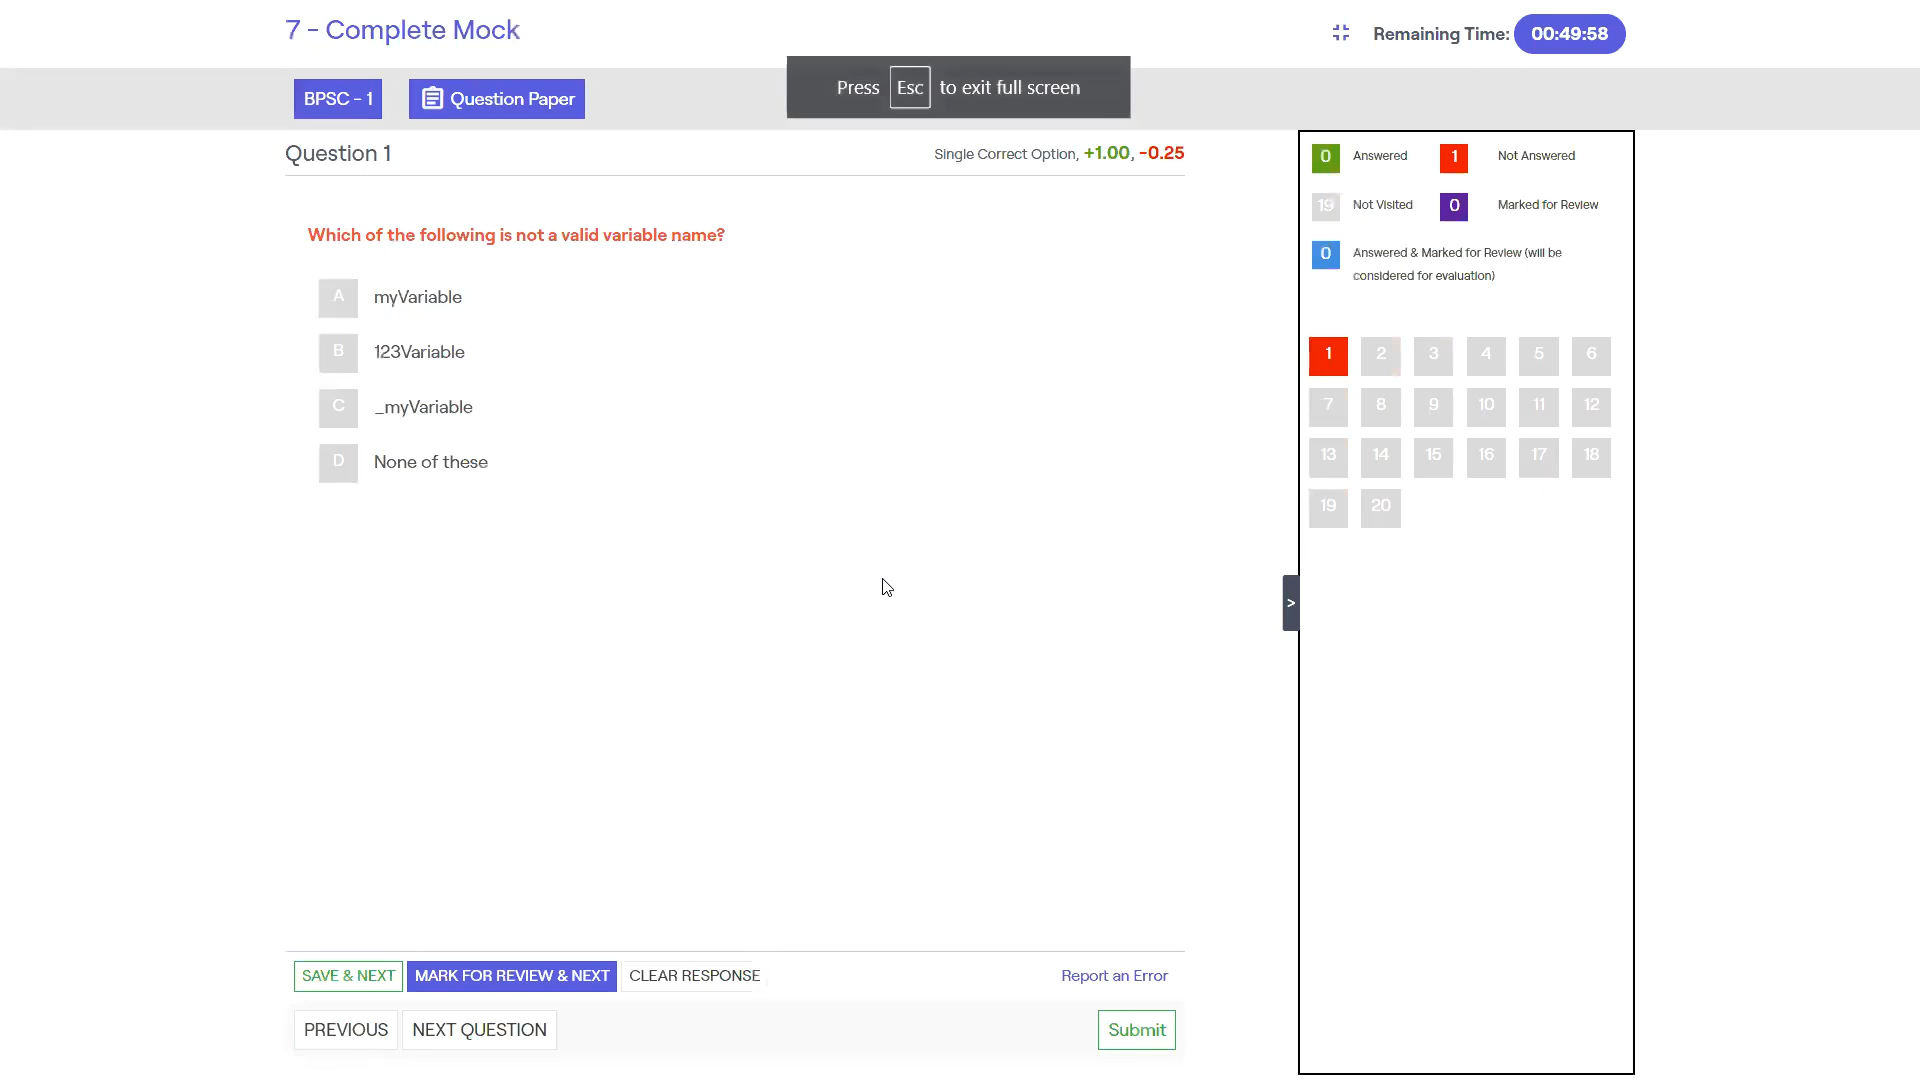 7 - Complete Mock
Remaining Time: 00:49:58
BPSC - 1
Question Paper
Press Esc to exit full screen
Question 1
Single Correct Option, +1.00, -0.25
Which of the following is not a valid variable name?
A myVariable
B 123Variable
C _myVariable
D None of these
SAVE & NEXT
MARK FOR REVIEW & NEXT
CLEAR RESPONSE
Report an Error
PREVIOUS
NEXT QUESTION
Submit
0 Answered
1 Not Answered
19 Not Visited
0 Marked for Review
0 Answered & Marked for Review (will be
considered for evaluation)
1 2 3 4 5 6
7 8 9 10 11 12
13 14 15 16 17 18
19 20
>